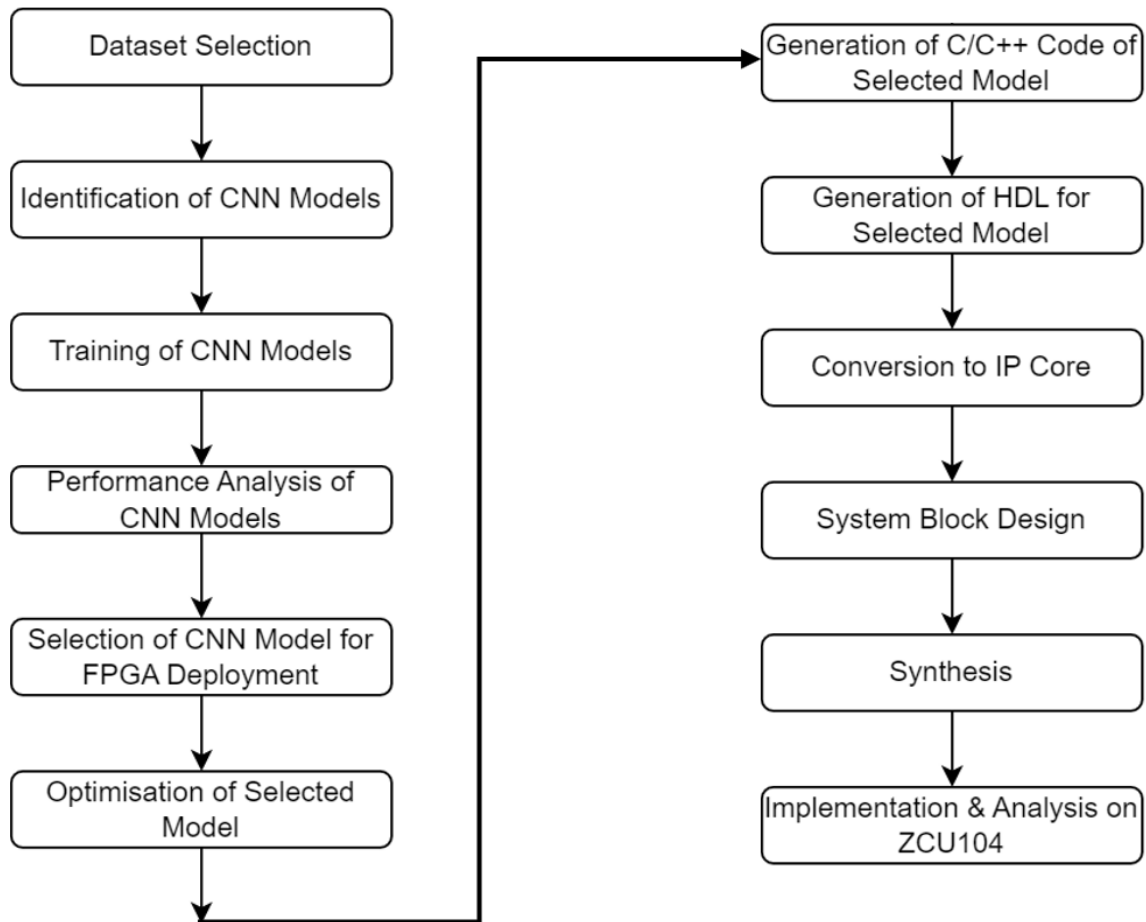 Dataset Selection
Identification of CNN Models
Training of CNN Models
Performance Analysis of
CNN Models
Selection of CNN Model for
FPGA Deployment
Optimisation of Selected
Model
Generation of C/C++ Code of
Selected Model
Generation of HDL for
Selected Model
Conversion to IP Core
System Block Design
Synthesis
Implementation & Analysis on
ZCU104